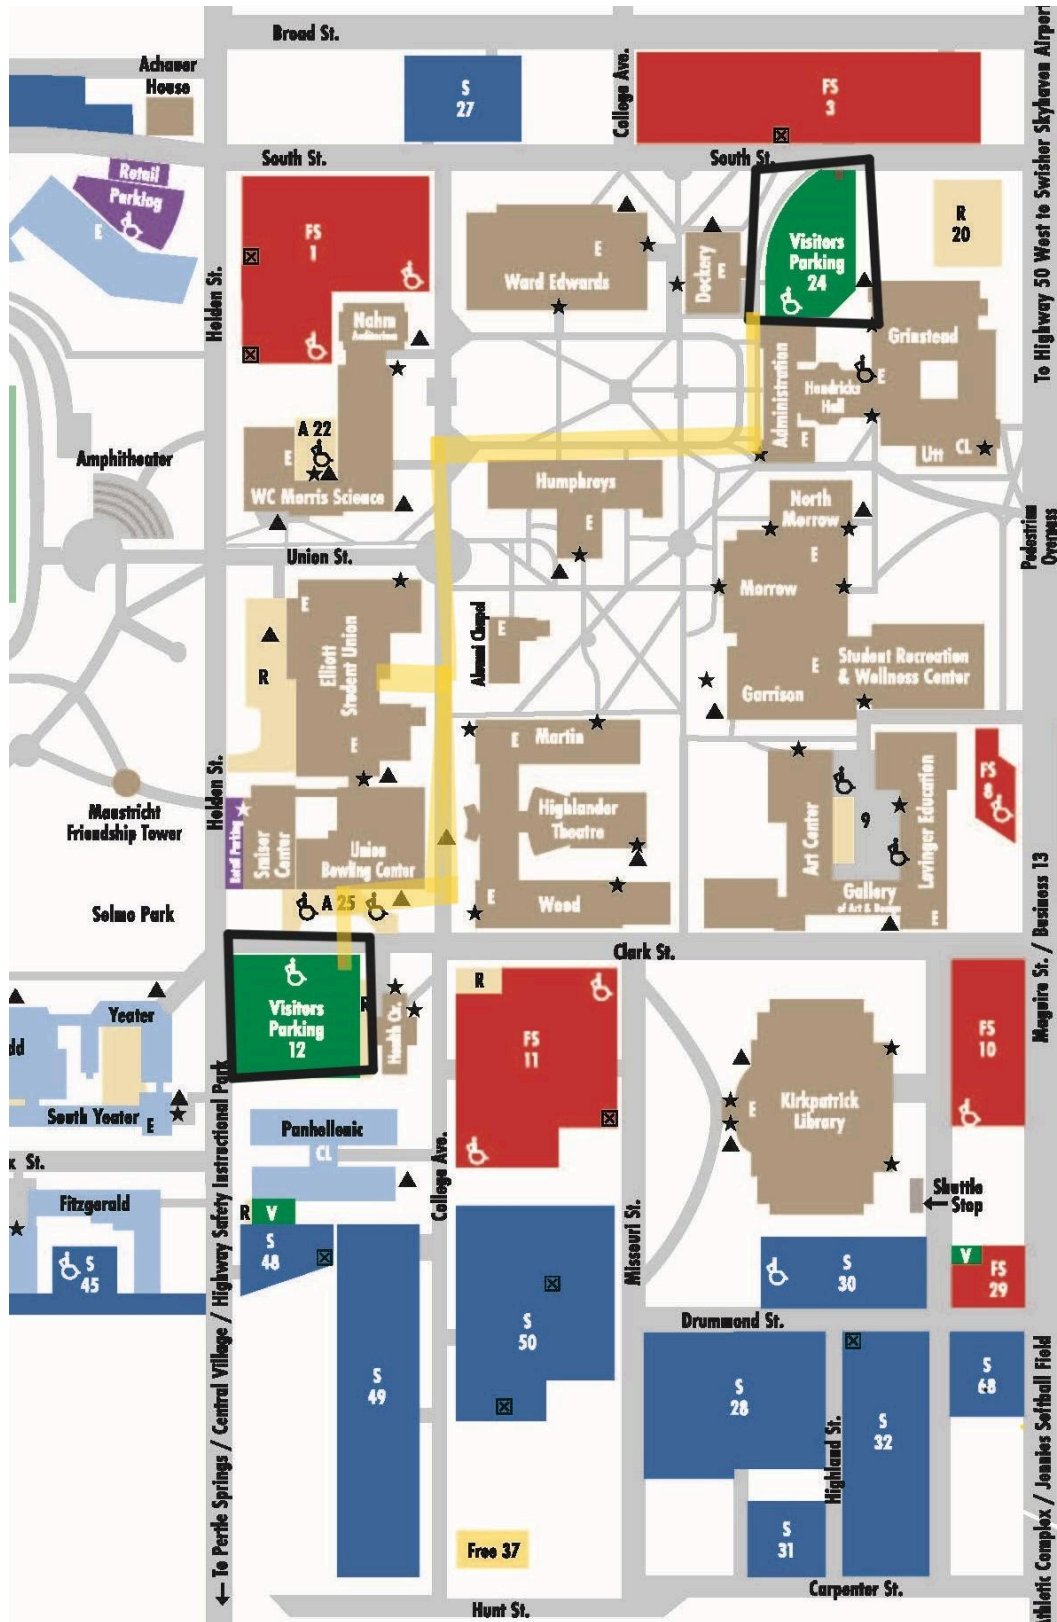 Broad St.
Achauer
House
S
27
College Ave.
FS
3
To Highway 50 West to Swisher Skyhaven Airport
South St.
South St.
Retail
Parking
E
FS
1
Holden St.
Ward Edwards
E
Dockery
E
Visitors
Parking
24
R
20
Nahm
Auditorium
Grinstead
Administration
E
Hendricks
Hall
E
Utt
CL
A 22
E
WC Morris Science
Amphitheater
Humphreys
E
North
Morrow
E
Pedestrian
Overpass
Union St.
Morrow
E
Elliott
Student Union
E
E
R
Alumni Chapel
E
Student Recreation
& Wellness Center
Garrison
E
Martin
Holden St.
Maastricht
Friendship Tower
Retail Parking
Smiser
Center
Union
Bowling Center
Highlander
Theatre
Art Center
9
Lovinger Education
E
FS
8
Gallery
of Art & Design
Selmo Park
A 25
E
Wood
Clark St.
Maguire St. / Business 13
Visitors
Parking
12
R
Health Ctr.
R
FS
11
FS
10
Yeater
dd
South Yeater
E
E
Kirkpatrick
Library
Panhellenic
CL
x St.
Fitzgerald
College Ave.
Missouri St.
Shuttle
Stop
R
V
S
48
S
45
S
30
V
FS
29
Drummond St.
S
50
S
49
S
28
Highland St.
S
32
S
68
S
31
Free 37
Carpenter St.
Hunt St.
To Pertle Springs / Central Village / Highway Safety Instructional Park
thletic Complex / Jennies Softball Field